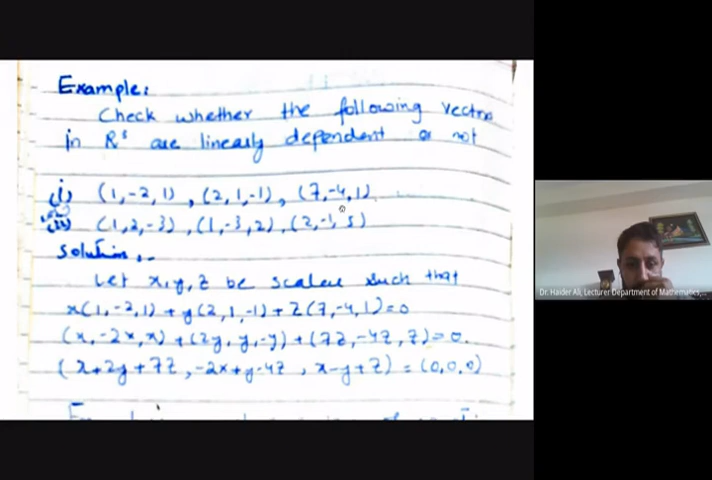 Example:
Check whether the following vectors
in R³ are linearly dependent or not
(i) (1,-2,1), (2,1,-1), (7,-4,1)
(1,2,-3), (1,-3,2), (2,-1,5)
Solution:-
Let x,y,z be scalars such that
x(1,-2,1)+y(2,1,-1)+z(7,-4,1)=0
(x,-2x,x)+(2y,y,-y)+(7z,-4z,z)=0.
(x+2y+7z,-2x+y-4z,x-y+z)=(0,0,0)
Dr. Haider Ali, Lecturer Department of Mathematics,